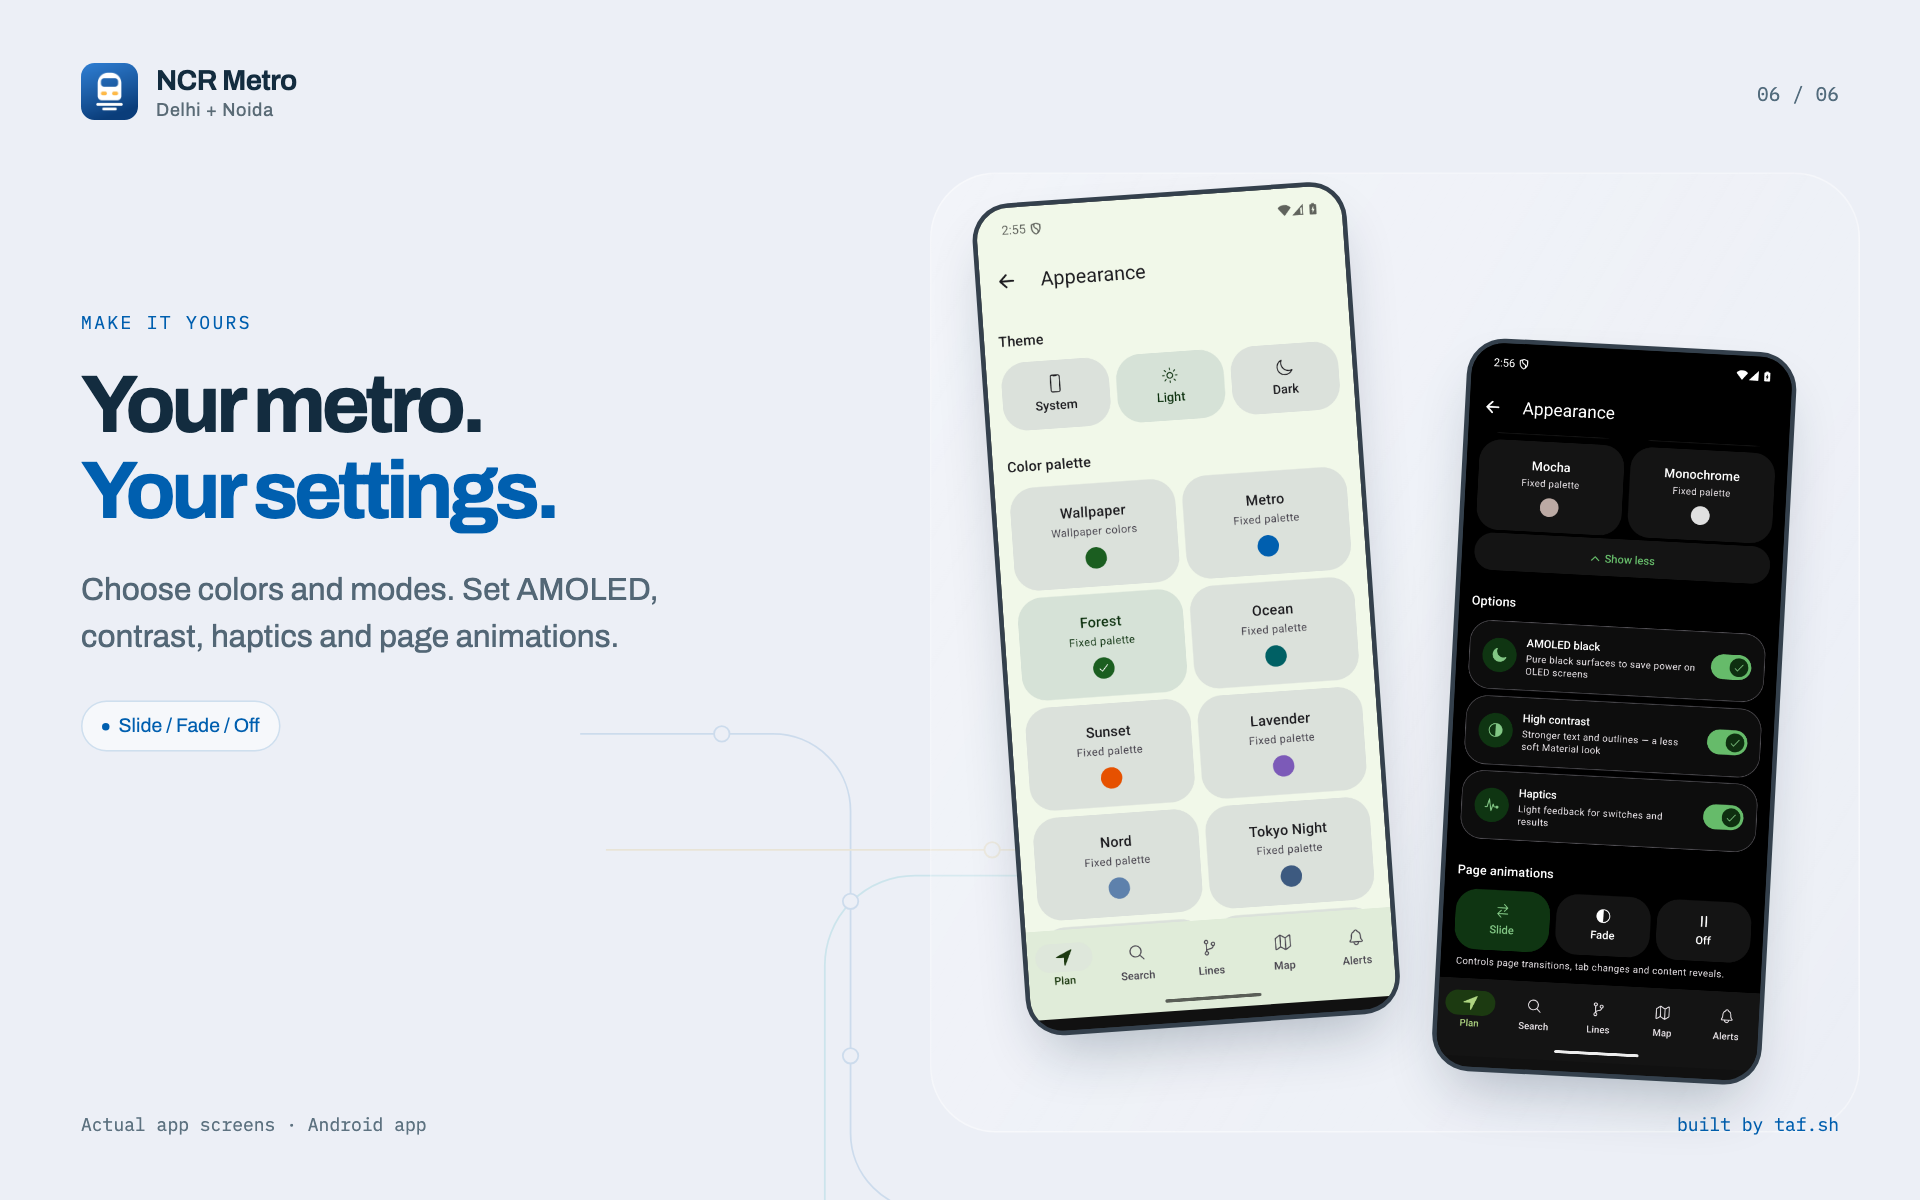 NCR Metro
Delhi + Noida
06 / 06
MAKE IT YOURS
Your metro.
Your settings.
Choose colors and modes. Set AMOLED,
contrast, haptics and page animations.
Slide / Fade / Off
2:55
Appearance
Theme
System
Light
Dark
Color palette
Wallpaper
Wallpaper colors
Metro
Fixed palette
Forest
Fixed palette
Ocean
Fixed palette
Sunset
Fixed palette
Lavender
Fixed palette
Nord
Fixed palette
Tokyo Night
Fixed palette
Plan
Search
Lines
Map
Alerts
2:56
Appearance
Mocha
Fixed palette
Monochrome
Fixed palette
Show less
Options
AMOLED black
Pure black surfaces to save power on
OLED screens
High contrast
Stronger text and outlines – a less
soft Material look
Haptics
Light feedback for switches and
results
Page animations
Slide
Fade
Off
Controls page transitions, tab changes and content reveals.
Plan
Search
Lines
Map
Alerts
Actual app screens · Android app
built by taf.sh